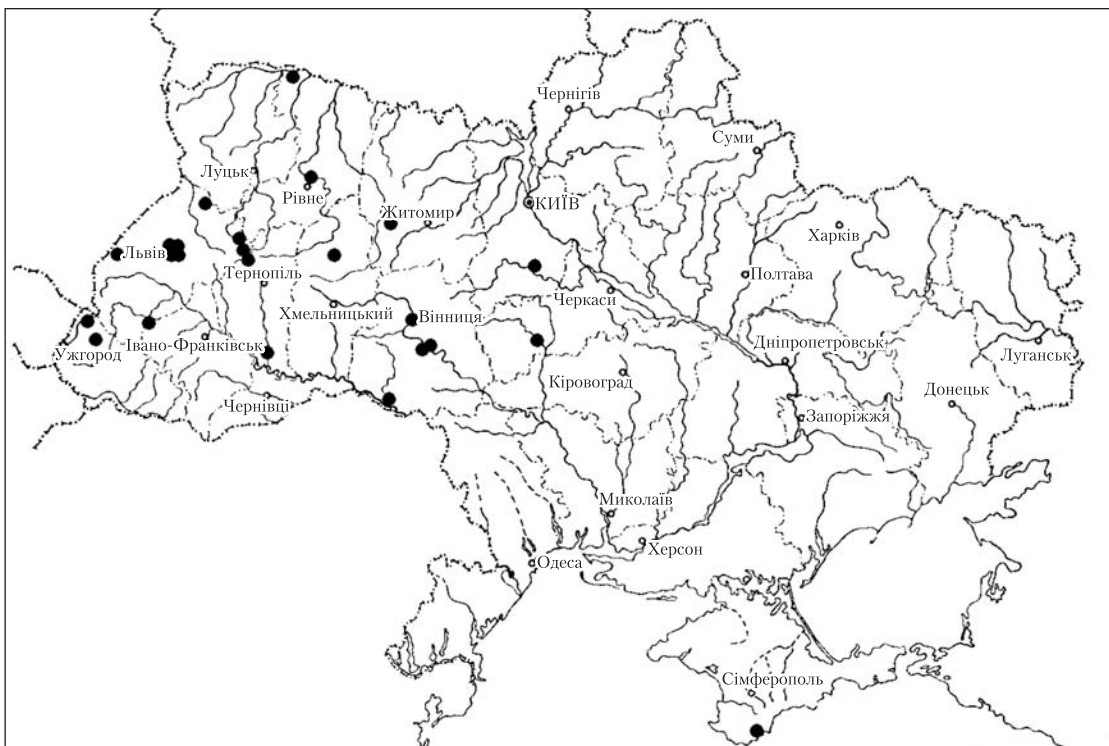 Чернігів
Суми
Луцьк
Рівне
КИЇВ
Житомир
Харків
Львів
Тернопіль
Полтава
Черкаси
Хмельницький
Вінниця
Ужгород
Івано-Франківськ
Дніпропетровськ
Луганськ
Кіровоград
Донецьк
Чернівці
Запоріжжя
Миколаїв
Херсон
Одеса
Сімферополь